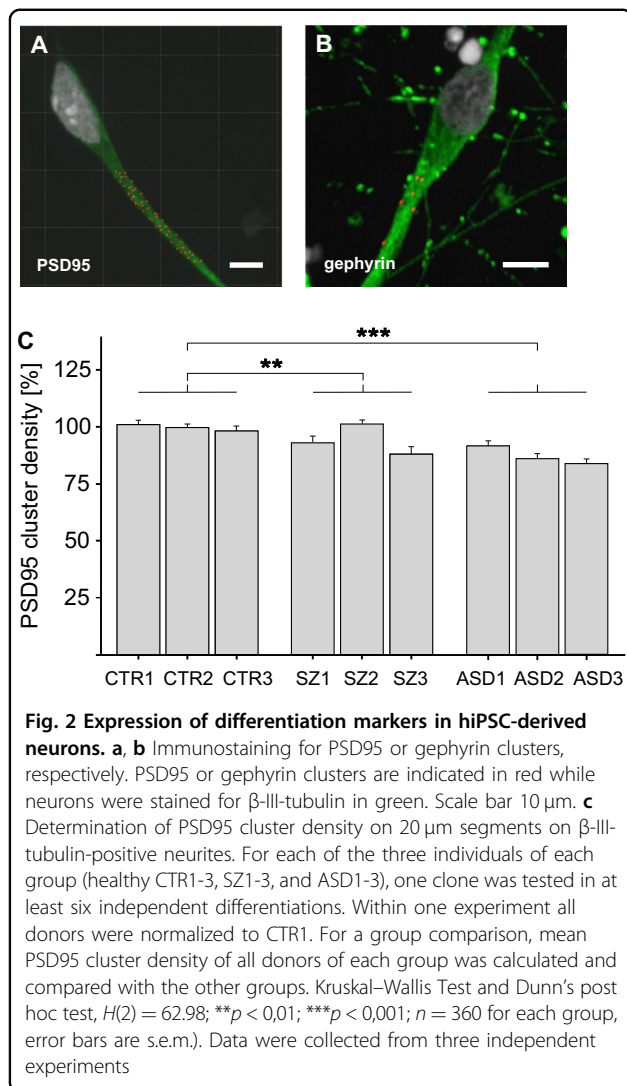 A
B
PSD95
gephyrin
C
PSD95 cluster density [%]
125
100
75
50
25
**
***
CTR1 CTR2 CTR3 SZ1 SZ2 SZ3 ASD1 ASD2 ASD3
Fig. 2 Expression of differentiation markers in hiPSC-derived
neurons. a, b Immunostaining for PSD95 or gephyrin clusters,
respectively. PSD95 or gephyrin clusters are indicated in red while
neurons were stained for β-III-tubulin in green. Scale bar 10 μm. c
Determination of PSD95 cluster density on 20 μm segments on β-III-
tubulin-positive neurites. For each of the three individuals of each
group (healthy CTR1-3, SZ1-3, and ASD1-3), one clone was tested in at
least six independent differentiations. Within one experiment all
donors were normalized to CTR1. For a group comparison, mean
PSD95 cluster density of all donors of each group was calculated and
compared with the other groups. Kruskal–Wallis Test and Dunn's post
hoc test, H(2) = 62.98; **p < 0,01; ***p < 0,001; n = 360 for each group,
error bars are s.e.m.). Data were collected from three independent
experiments